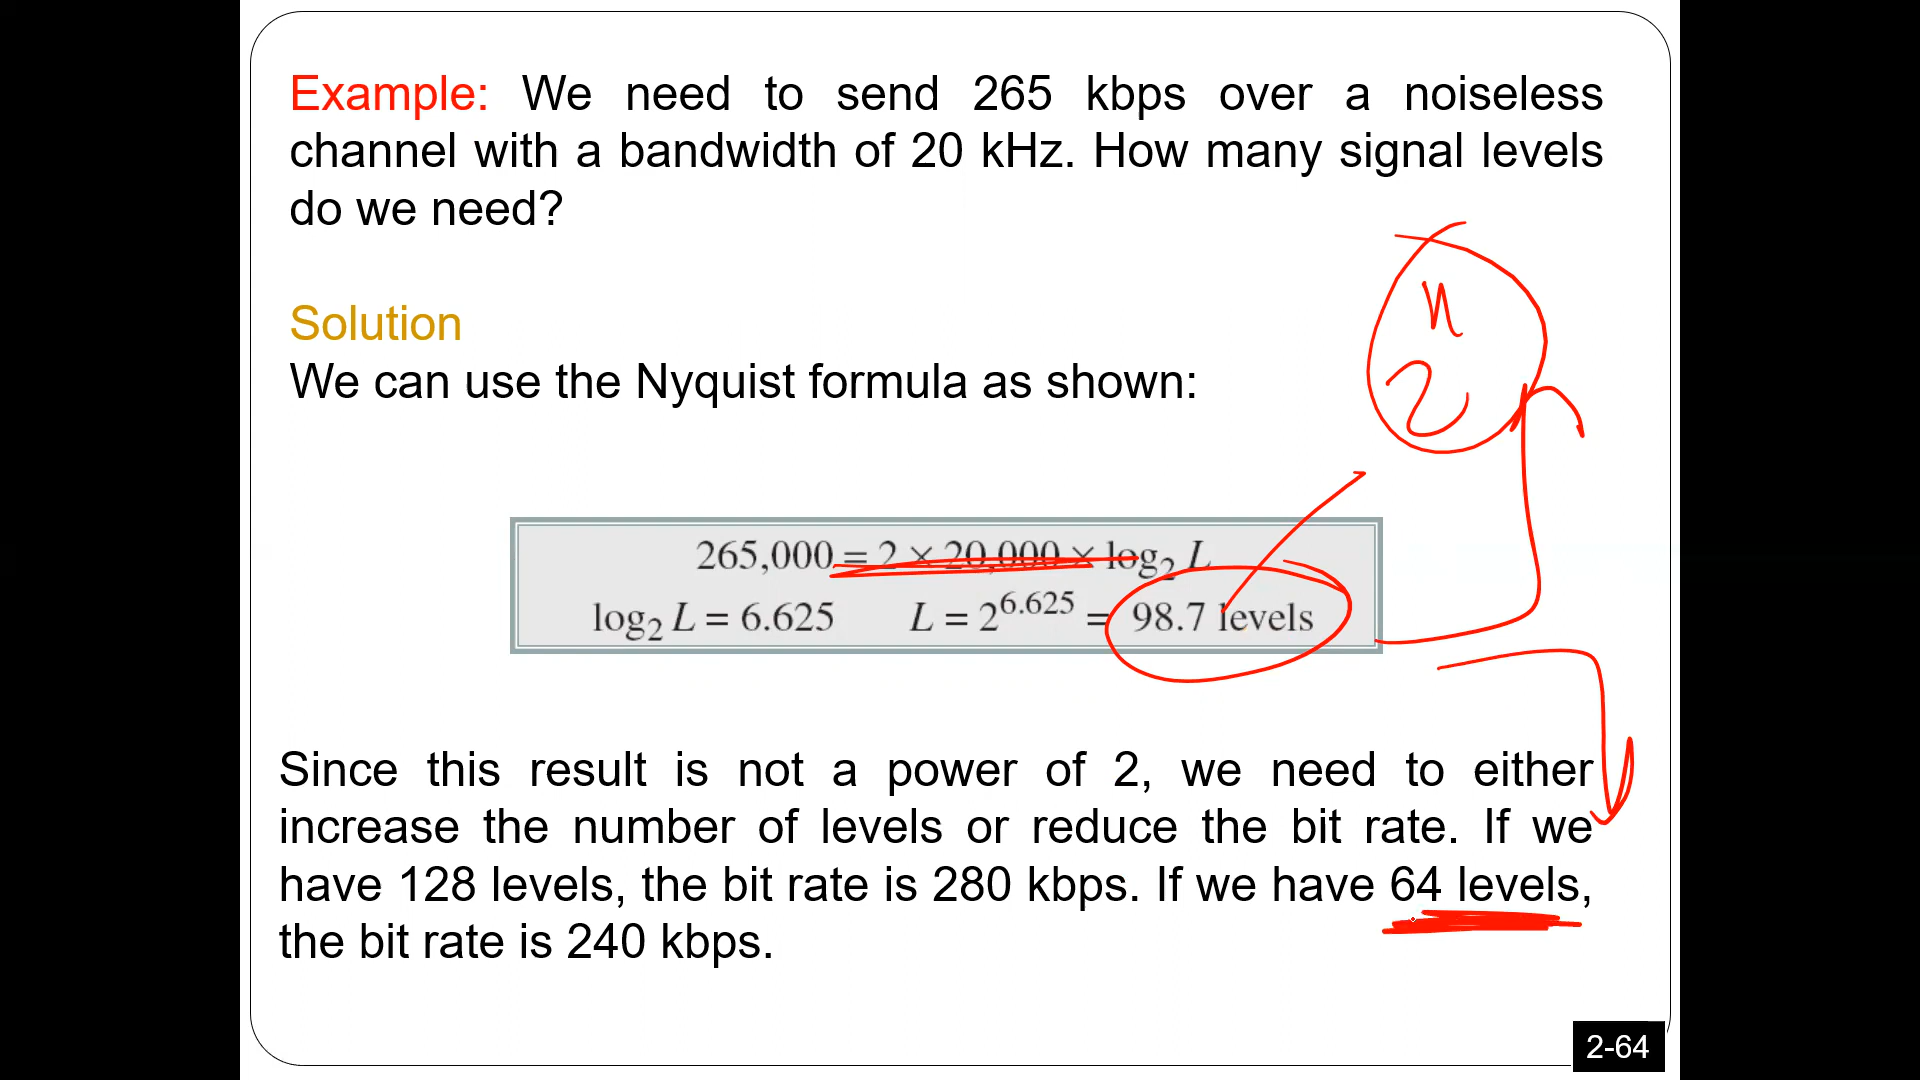 Example: We need to send 265 kbps over a noiseless
channel with a bandwidth of 20 kHz. How many signal levels
do we need?
Solution
We can use the Nyquist formula as shown:
2ⁿ
265,000 = 2 × 20,000 × log₂ L
log₂ L = 6.625 L = 2^6.625 = 98.7 levels
Since this result is not a power of 2, we need to either
increase the number of levels or reduce the bit rate. If we
have 128 levels, the bit rate is 280 kbps. If we have 64 levels,
the bit rate is 240 kbps.
2-64